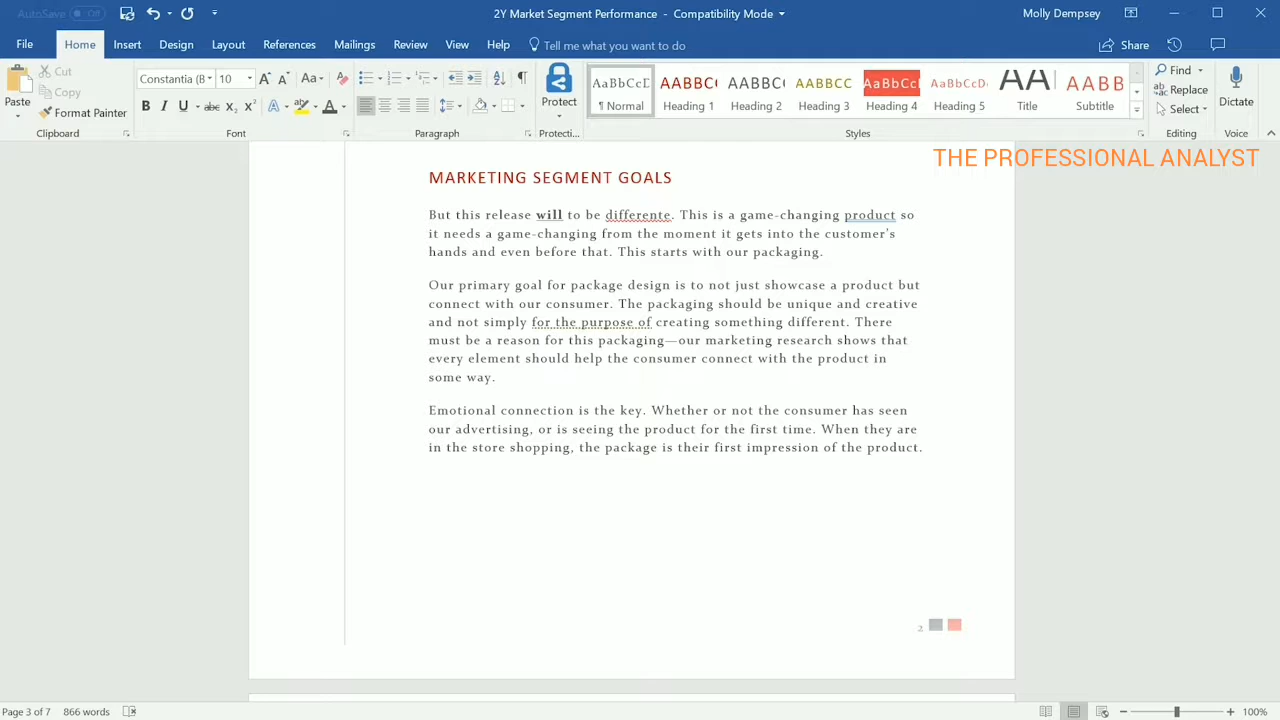 AutoSave Off
2Y Market Segment Performance - Compatibility Mode
Molly Dempsey
File Home Insert Design Layout References Mailings Review View Help Tell me what you want to do Share
Cut
Copy
Format Painter
Paste
Clipboard
Constantia (B 10
Font
Paragraph
Protect
Protecti...
AaBbCcD AABBC AABBC AABBCC AaBbCc AaBbCcD AA AABB
¶ Normal Heading 1 Heading 2 Heading 3 Heading 4 Heading 5 Title Subtitle
Styles
Find
Replace
Select
Editing
Dictate
Voice
THE PROFESSIONAL ANALYST
MARKETING SEGMENT GOALS
But this release will to be differente. This is a game-changing product so
it needs a game-changing from the moment it gets into the customer's
hands and even before that. This starts with our packaging.
Our primary goal for package design is to not just showcase a product but
connect with our consumer. The packaging should be unique and creative
and not simply for the purpose of creating something different. There
must be a reason for this packaging—our marketing research shows that
every element should help the consumer connect with the product in
some way.
Emotional connection is the key. Whether or not the consumer has seen
our advertising, or is seeing the product for the first time. When they are
in the store shopping, the package is their first impression of the product.
2
Page 3 of 7 866 words
100%